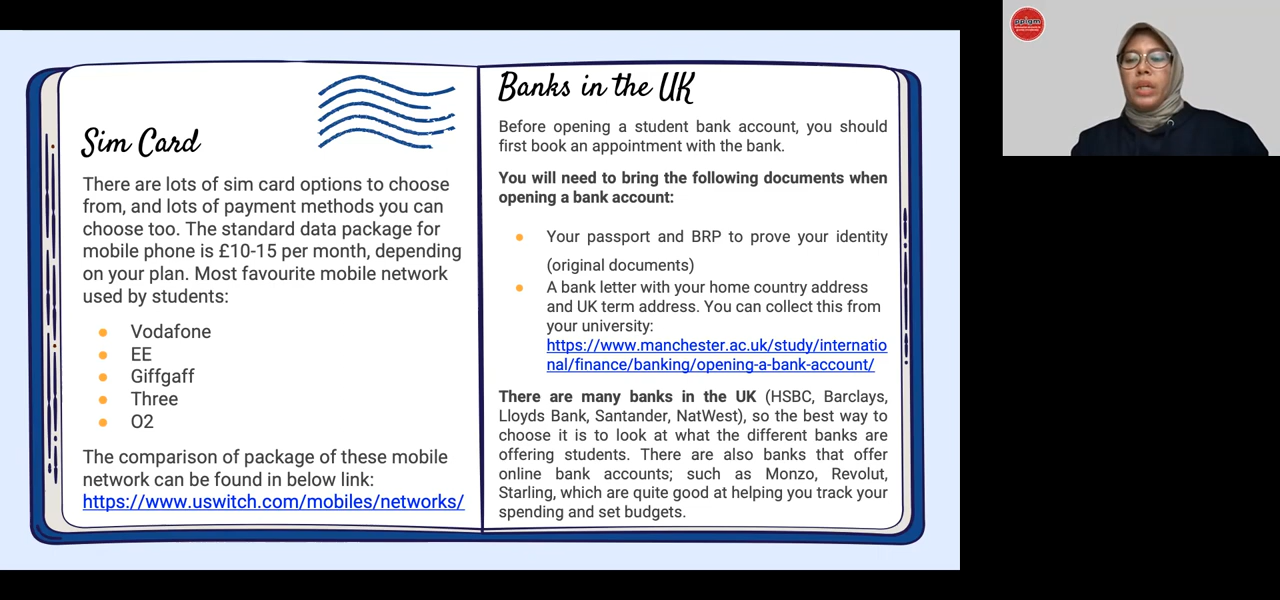 Sim Card
There are lots of sim card options to choose
from, and lots of payment methods you can
choose too. The standard data package for
mobile phone is £10-15 per month, depending
on your plan. Most favourite mobile network
used by students:
● Vodafone
● EE
● Giffgaff
● Three
● O2
The comparison of package of these mobile
network can be found in below link:
https://www.uswitch.com/mobiles/networks/
Banks in the UK
Before opening a student bank account, you should
first book an appointment with the bank.
You will need to bring the following documents when
opening a bank account:
● Your passport and BRP to prove your identity
(original documents)
● A bank letter with your home country address
and UK term address. You can collect this from
your university:
https://www.manchester.ac.uk/study/internatio
nal/finance/banking/opening-a-bank-account/
There are many banks in the UK (HSBC, Barclays,
Lloyds Bank, Santander, NatWest), so the best way to
choose it is to look at what the different banks are
offering students. There are also banks that offer
online bank accounts; such as Monzo, Revolut,
Starling, which are quite good at helping you track your
spending and set budgets.
ppigm